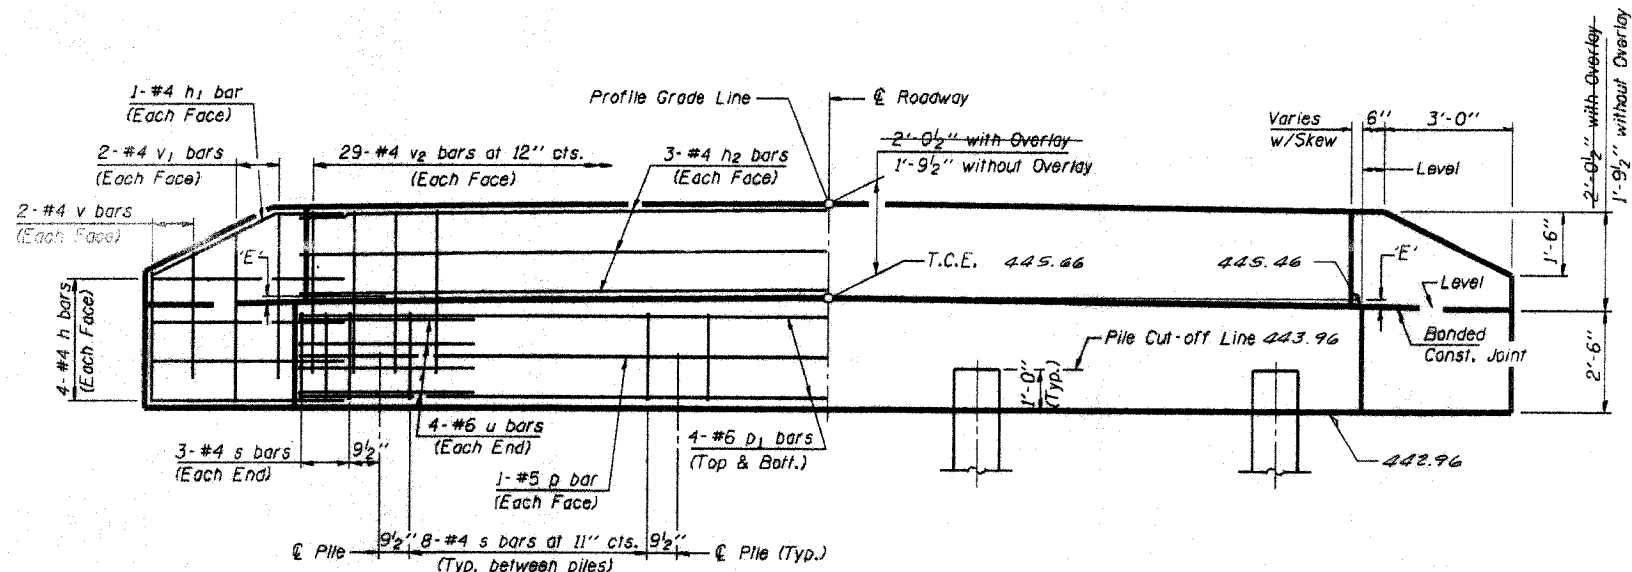 1- #4 h1 bar
(Each Face)
2- #4 v1 bars
(Each Face)
2- #4 v bars
(Each Face)
29- #4 v2 bars at 12" cts.
(Each Face)
3- #4 h2 bars
(Each Face)
Profile Grade Line
℄ Roadway
2'-0½" with Overlay
1'-9½" without Overlay
Varies
w/Skew
6"
3'-0"
Level
2'-0½" with Overlay
1'-9½" without Overlay
'E'
T.C.E. 445.66
445.46
'E'
1'-6"
Level
4- #4 h bars
(Each Face)
Pile Cut-off Line 443.96
Bonded
Const. Joint
1'-0"
(Typ.)
2'-6"
3- #4 s bars
(Each End)
9½"
4- #6 u bars
(Each End)
4- #6 p1 bars
(Top & Bott.)
1- #5 p bar
(Each Face)
442.96
℄ Pile
9½"
8- #4 s bars at 11" cts.
(Typ. between piles)
9½"
℄ Pile (Typ.)